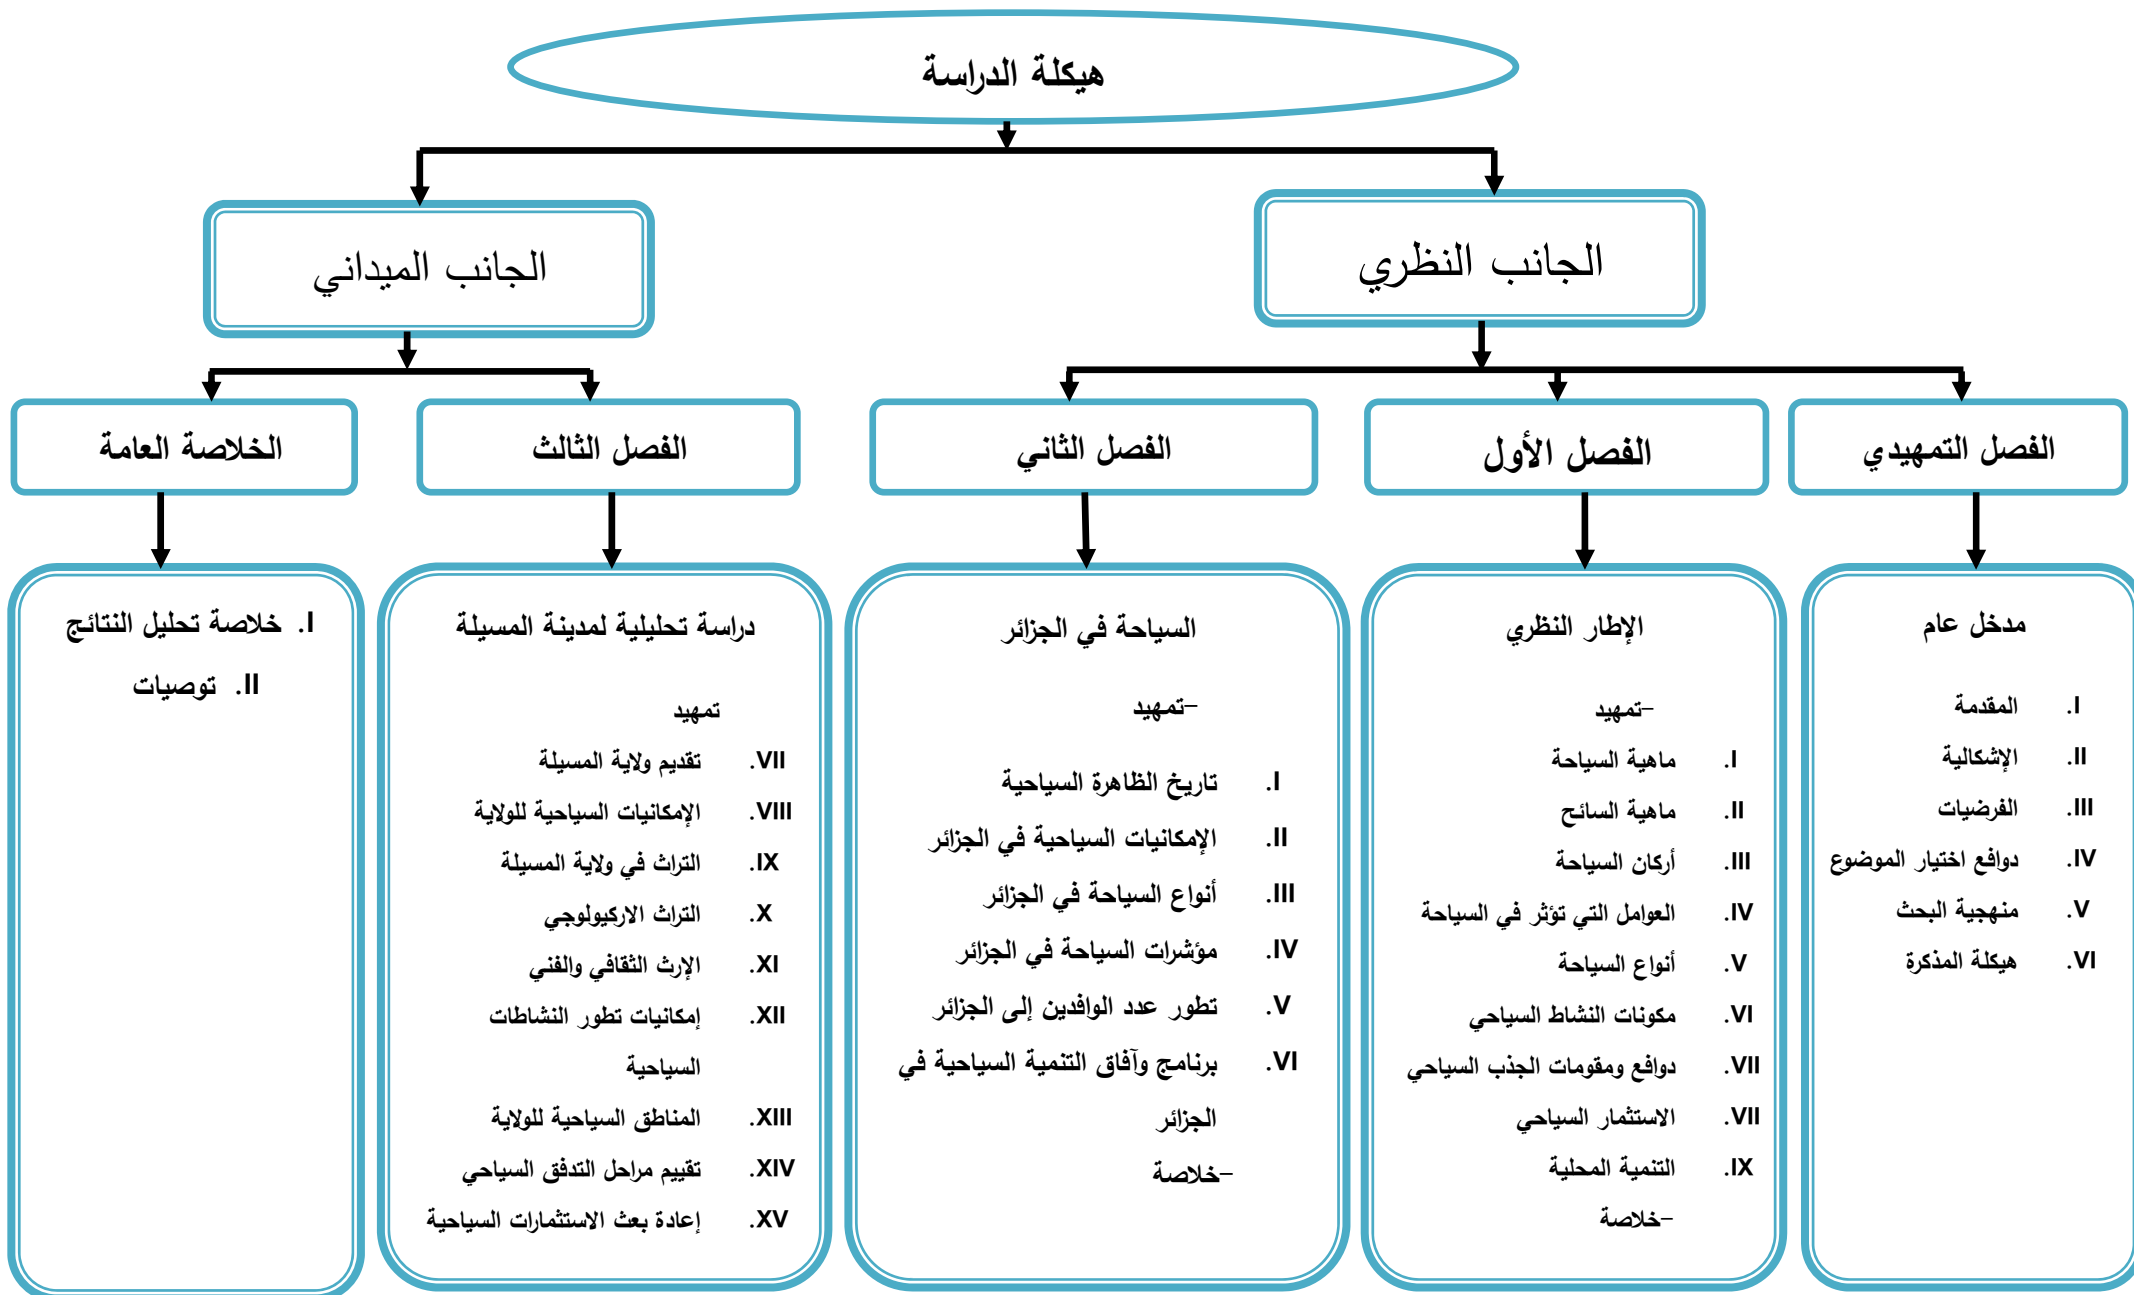 هيكلة الدراسة
الجانب النظري
الجانب الميداني
الفصل التمهيدي
الفصل الأول
الفصل الثاني
الفصل الثالث
الخلاصة العامة
مدخل عام
I. المقدمة
II. الإشكالية
III. الفرضيات
IV. دوافع اختيار الموضوع
V. منهجية البحث
VI. هيكلة المذكرة
الإطار النظري
-تمهيد
I. ماهية السياحة
II. ماهية السائح
III. أركان السياحة
IV. العوامل التي تؤثر في السياحة
V. أنواع السياحة
VI. مكونات النشاط السياحي
VII. دوافع ومقومات الجذب السياحي
VII. الاستثمار السياحي
IX. التنمية المحلية
-خلاصة
السياحة في الجزائر
-تمهيد
I. تاريخ الظاهرة السياحية
II. الإمكانيات السياحية في الجزائر
III. أنواع السياحة في الجزائر
IV. مؤشرات السياحة في الجزائر
V. تطور عدد الوافدين إلى الجزائر
VI. برنامج وآفاق التنمية السياحية في
الجزائر
-خلاصة
دراسة تحليلية لمدينة المسيلة
تمهيد
VII. تقديم ولاية المسيلة
VIII. الإمكانيات السياحية للولاية
IX. التراث في ولاية المسيلة
X. التراث الاركيولوجي
XI. الإرث الثقافي والفني
XII. إمكانيات تطور النشاطات
السياحية
XIII. المناطق السياحية للولاية
XIV. تقييم مراحل التدفق السياحي
XV. إعادة بعث الاستثمارات السياحية
I. خلاصة تحليل النتائج
II. توصيات